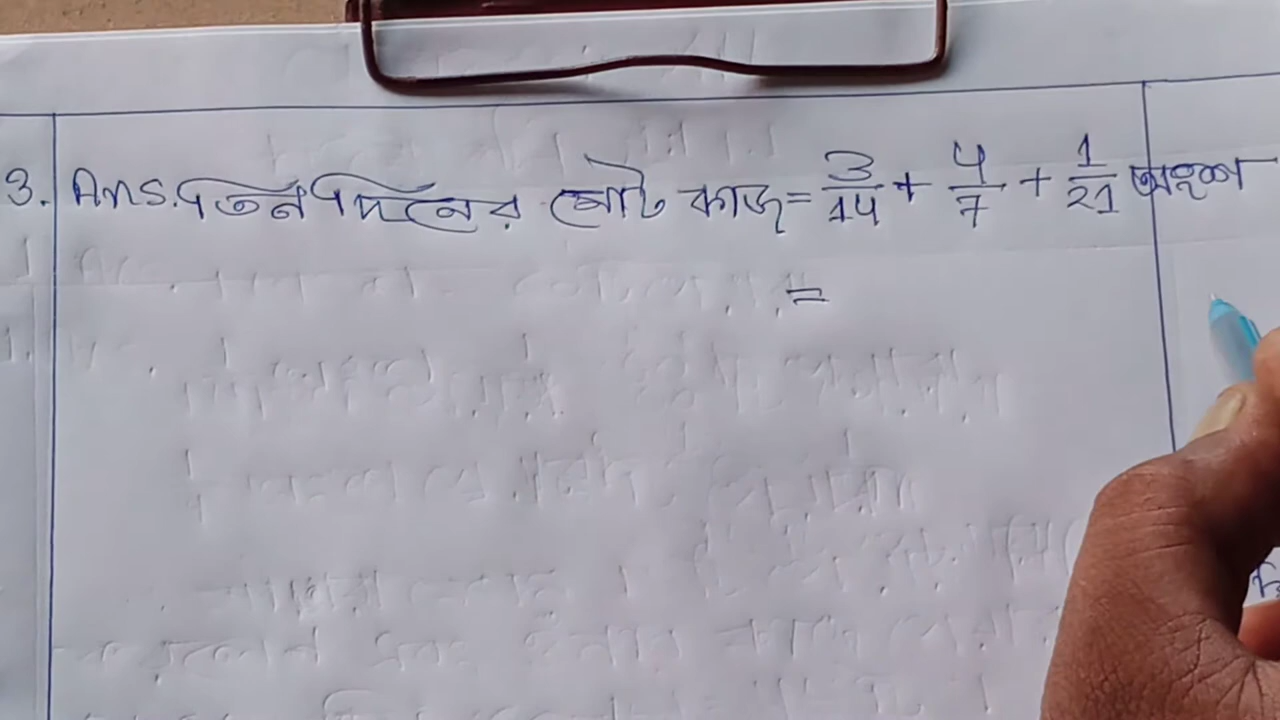 3. Ans. তিন দিনের মোট কাজ = 3/14 + 4/7 + 1/21 অংশ
=